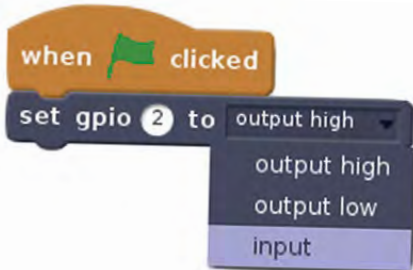 when clicked
set gpio 2 to output high
output high
output low
input